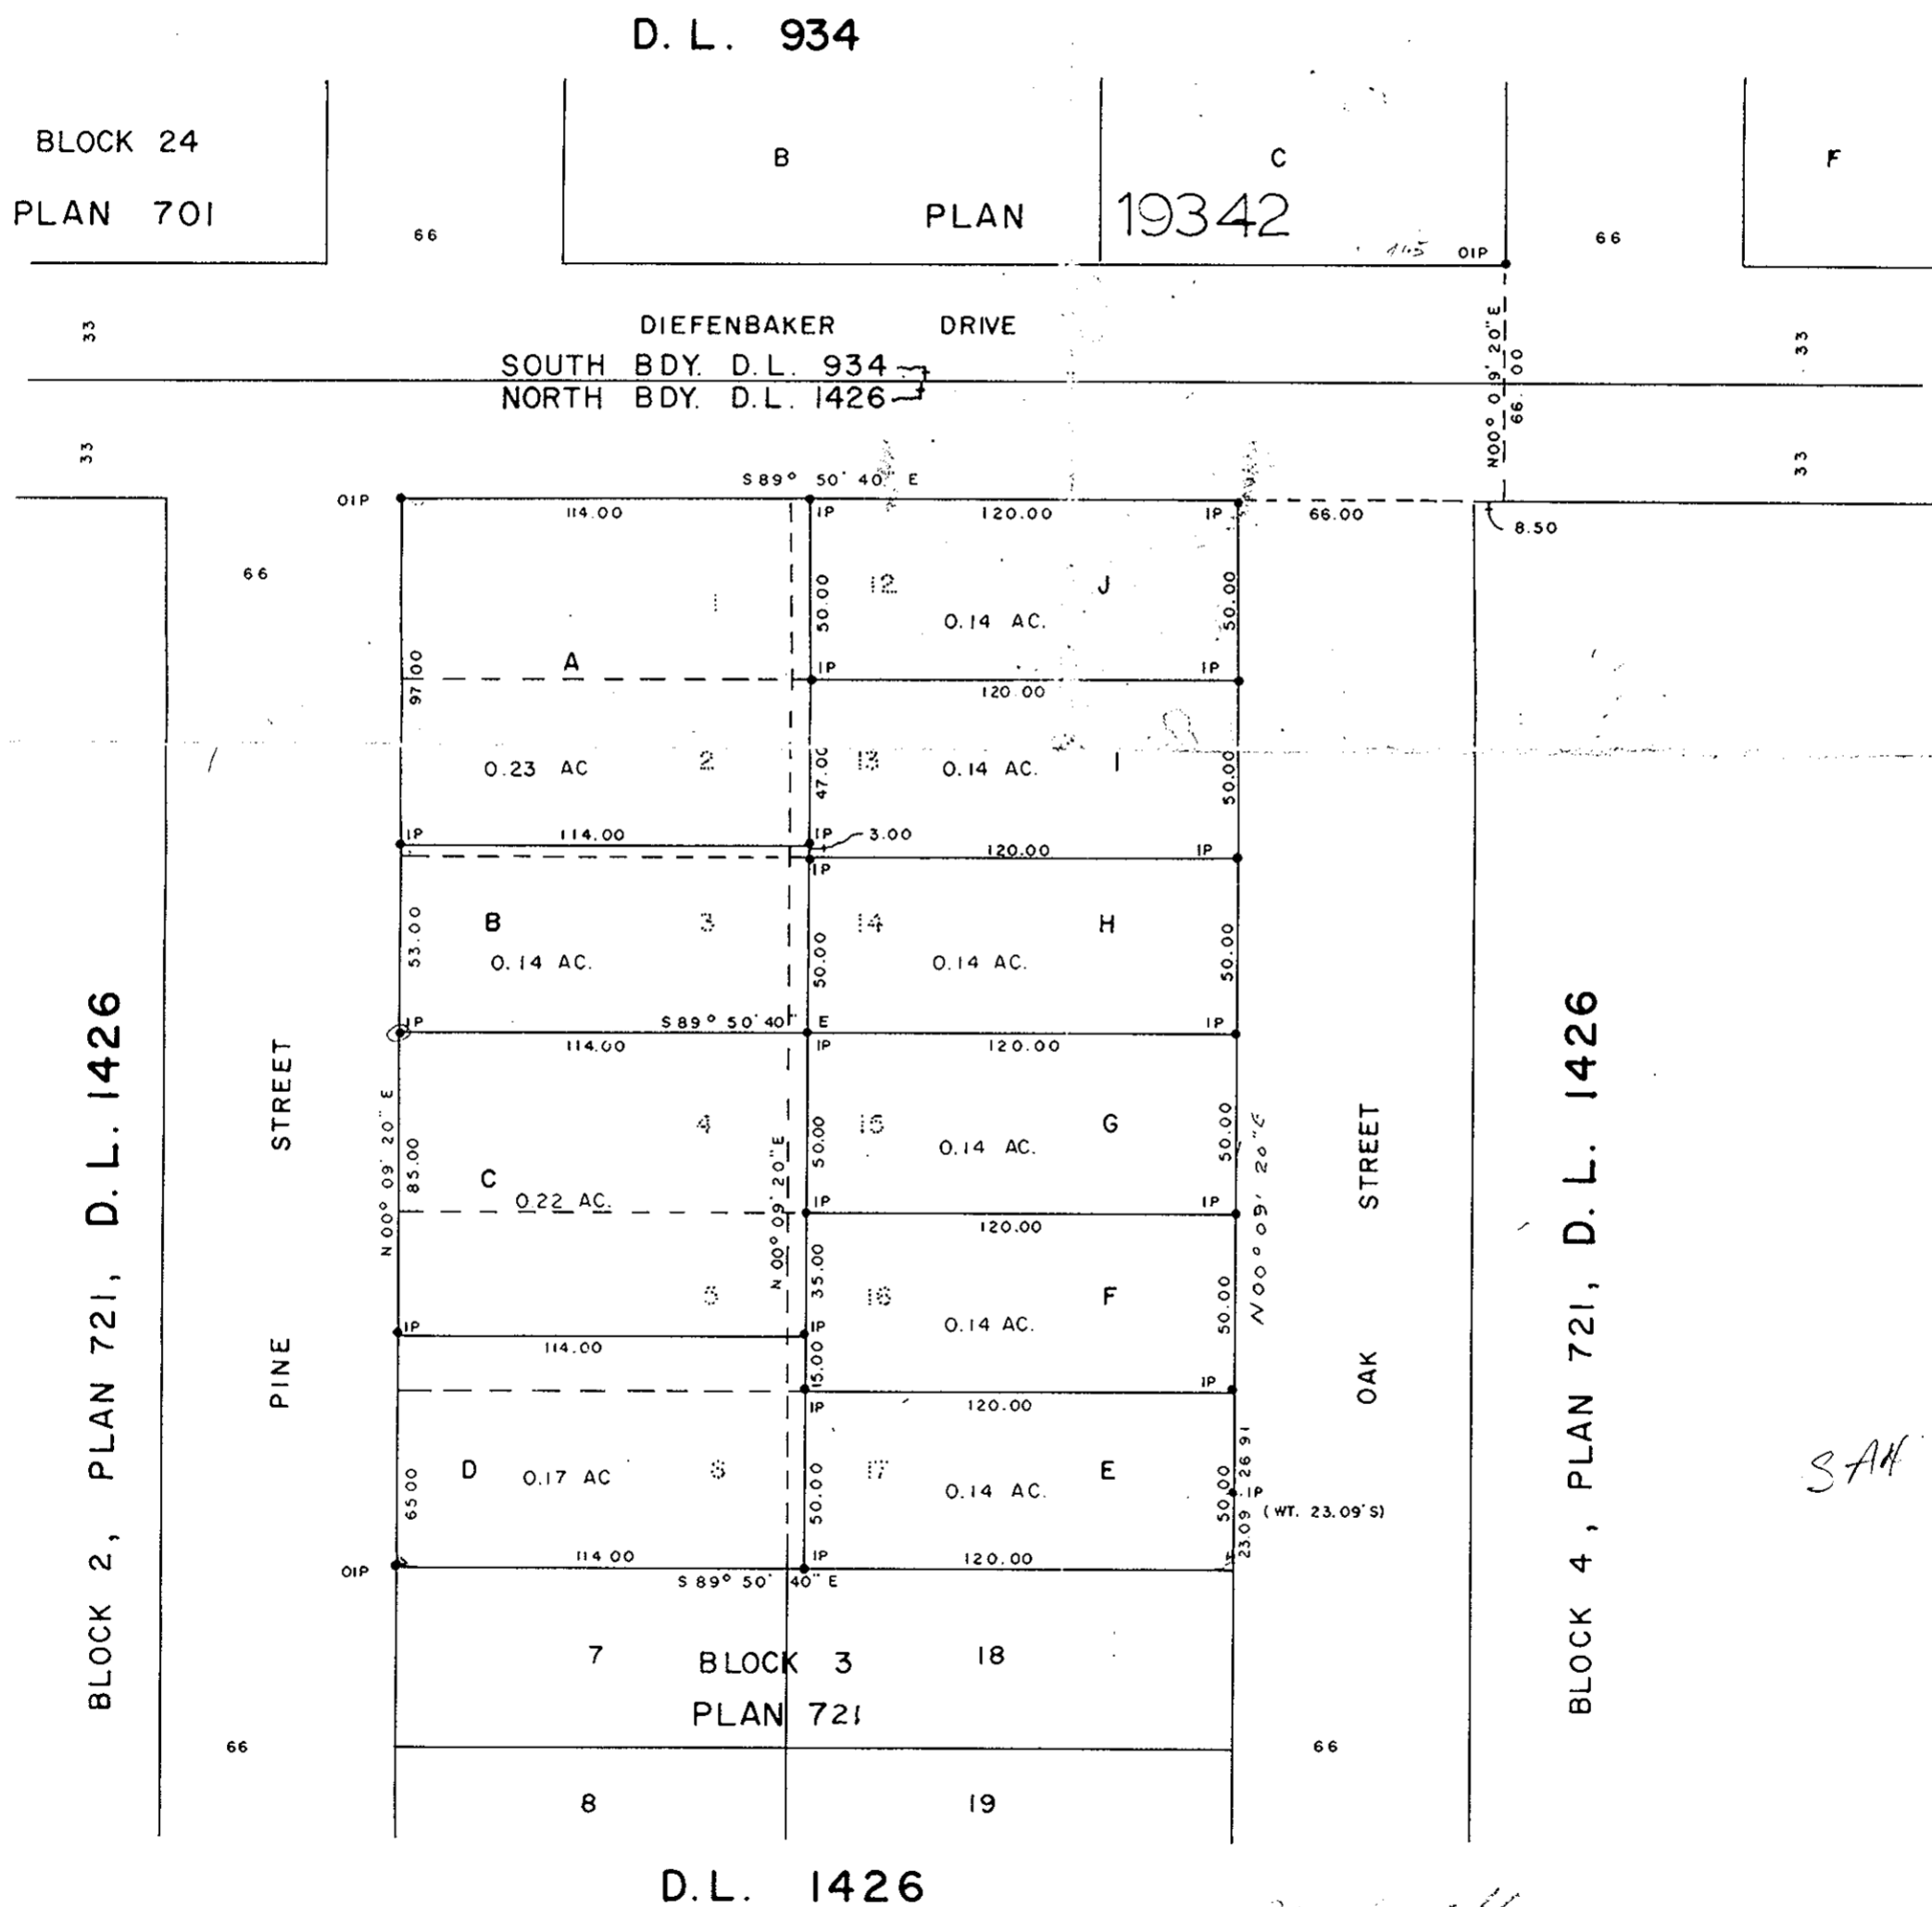 D. L. 934
BLOCK 24
PLAN 701
66
B
C
F
PLAN 19342
66
OIP
33
DIEFENBAKER DRIVE
33
N00° 09' 20" E
66.00
SOUTH BDY. D.L. 934
NORTH BDY. D.L. 1426
33
33
OIP
S 89° 50' 40" E
114.00
IP
120.00
IP
66.00
8.50
66
1
50.00
12
J
0.14 AC.
50.00
A
97.00
IP
IP
120.00
0.23 AC
2
47.00
13
0.14 AC.
I
50.00
IP
114.00
IP
3.00
120.00
IP
IP
53.00
B
3
0.14 AC.
50.00
14
H
0.14 AC.
50.00
IP
S 89° 50' 40" E
IP
114.00
IP
120.00
N 00° 09' 20" E
85.00
4
C
0.22 AC.
N 00° 09' 20" E
50.00
15
G
0.14 AC.
50.00
N00° 09' 20" E
IP
IP
120.00
5
35.00
16
F
0.14 AC.
50.00
IP
114.00
IP
15.00
IP
IP
120.00
65.00
D
0.17 AC
6
50.00
17
E
0.14 AC.
50.00
26.91
IP
(WT. 23.09'S)
23.09
OIP
114.00
IP
120.00
S 89° 50' 40" E
7
BLOCK 3
18
PLAN 721
66
66
8
19
D.L. 1426
BLOCK 2, PLAN 721, D.L. 1426
PINE STREET
OAK STREET
BLOCK 4, PLAN 721, D.L. 1426